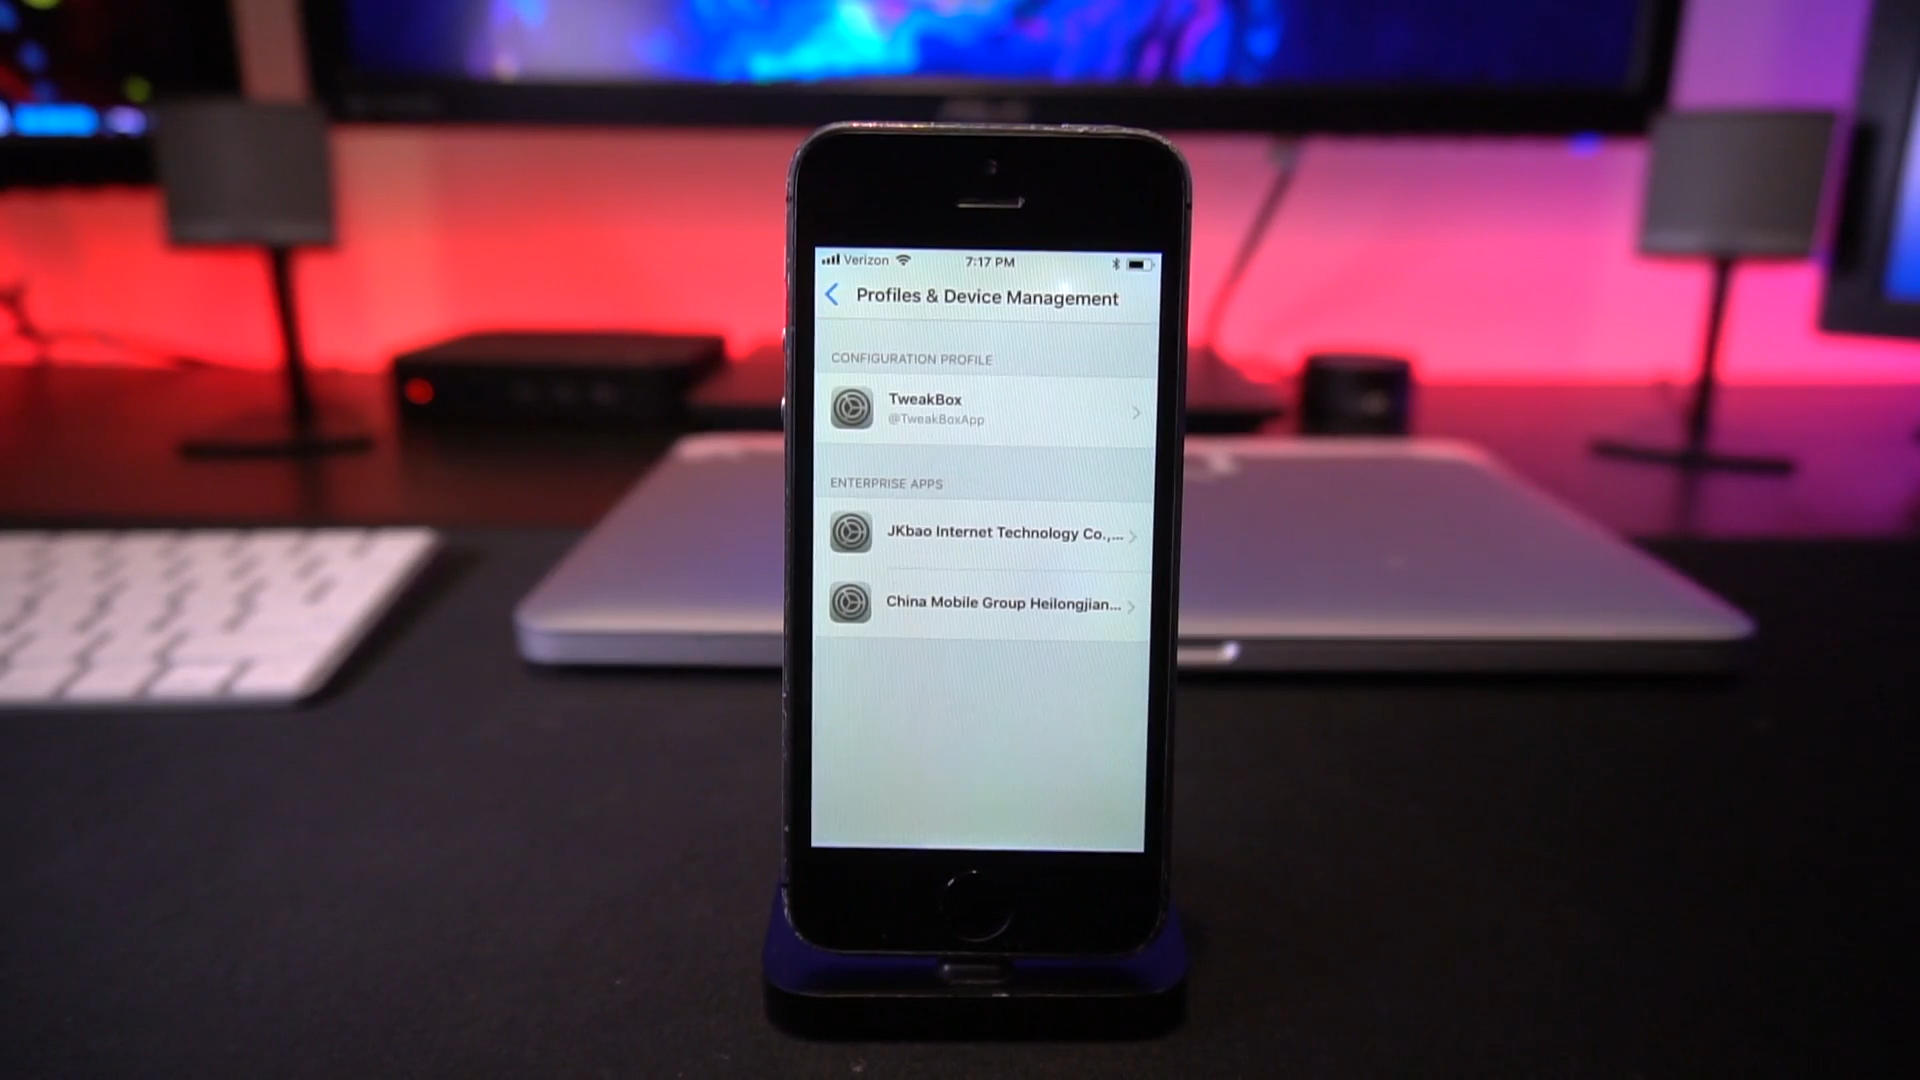 Verizon 7:17 PM
Profiles & Device Management
CONFIGURATION PROFILE
TweakBox
@TweakBoxApp
ENTERPRISE APPS
JKbao Internet Technology Co.,...
China Mobile Group Heilongjian...